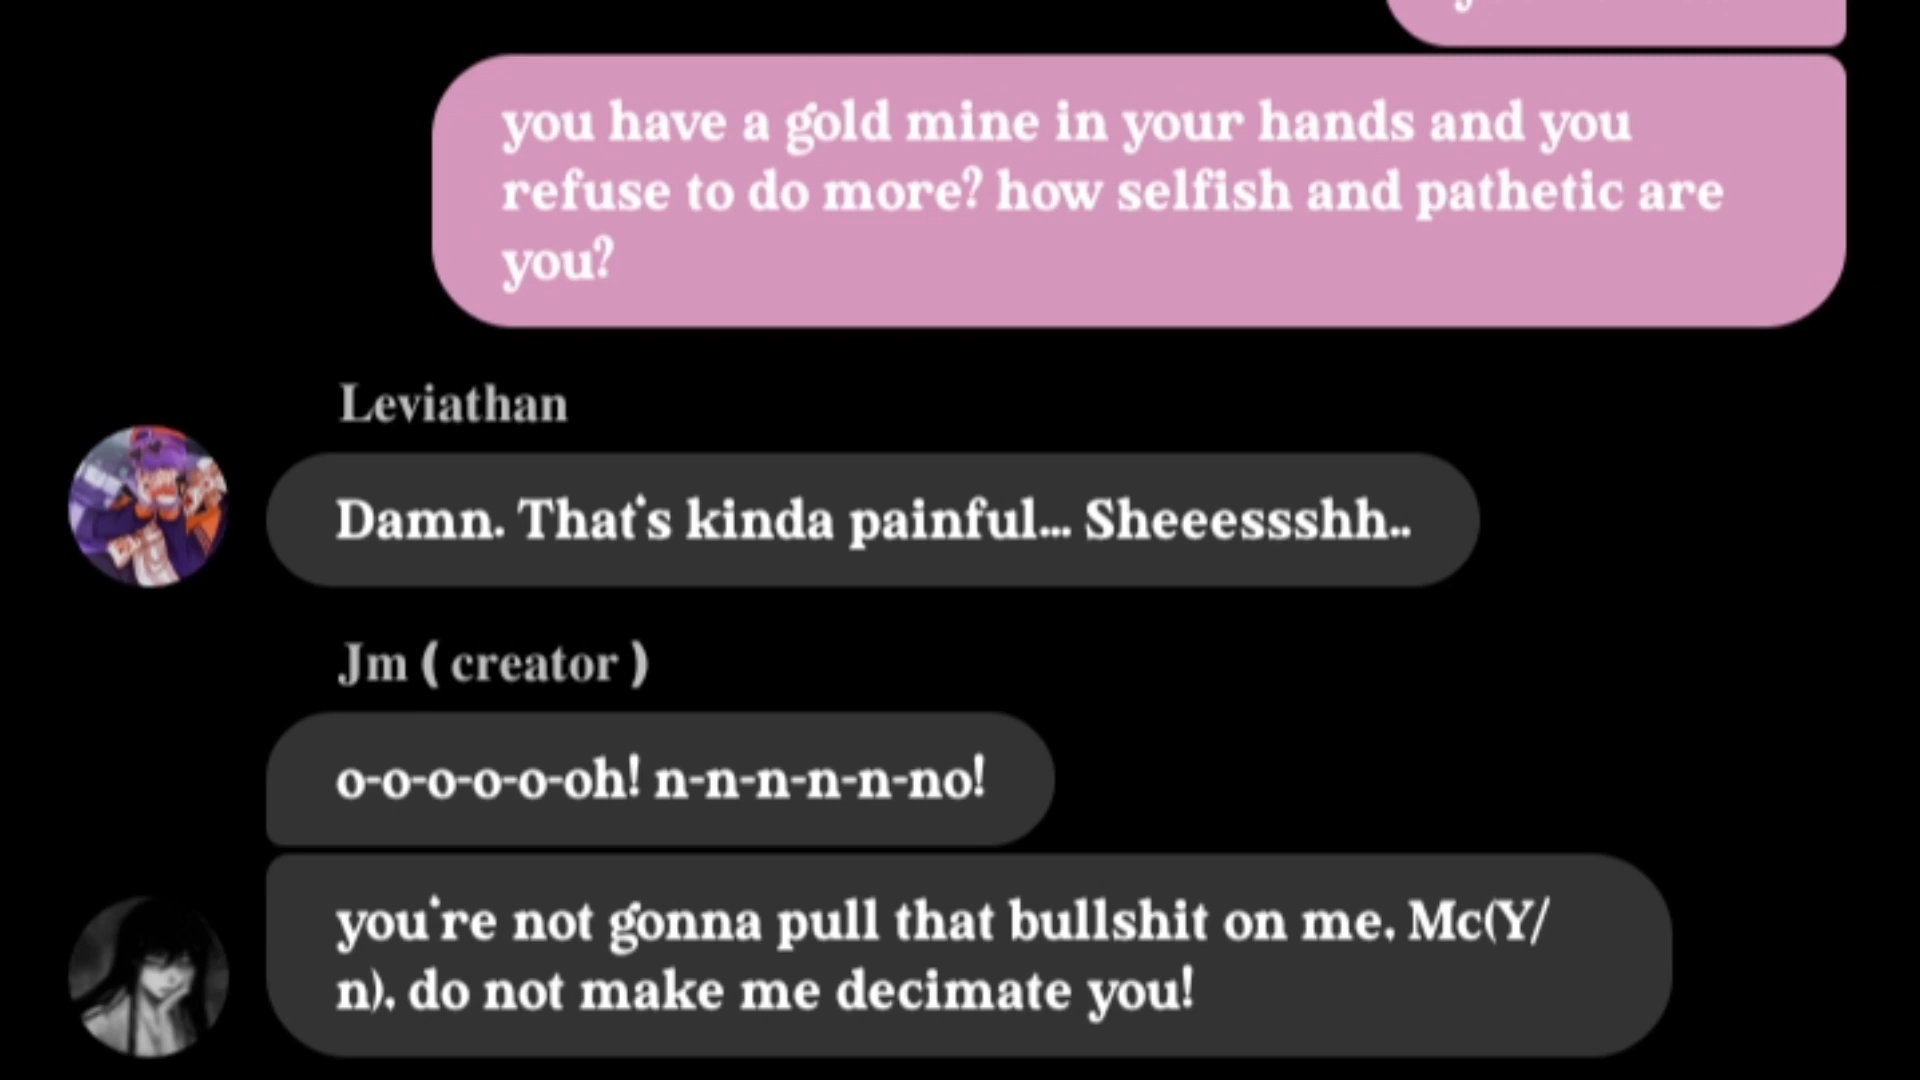 you have a gold mine in your hands and you
refuse to do more? how selfish and pathetic are
you?
Leviathan
Damn. That's kinda painful... Sheeessshh..
Jm ( creator )
o-o-o-o-o-oh! n-n-n-n-n-no!
you're not gonna pull that bullshit on me, Mc(Y/
n), do not make me decimate you!